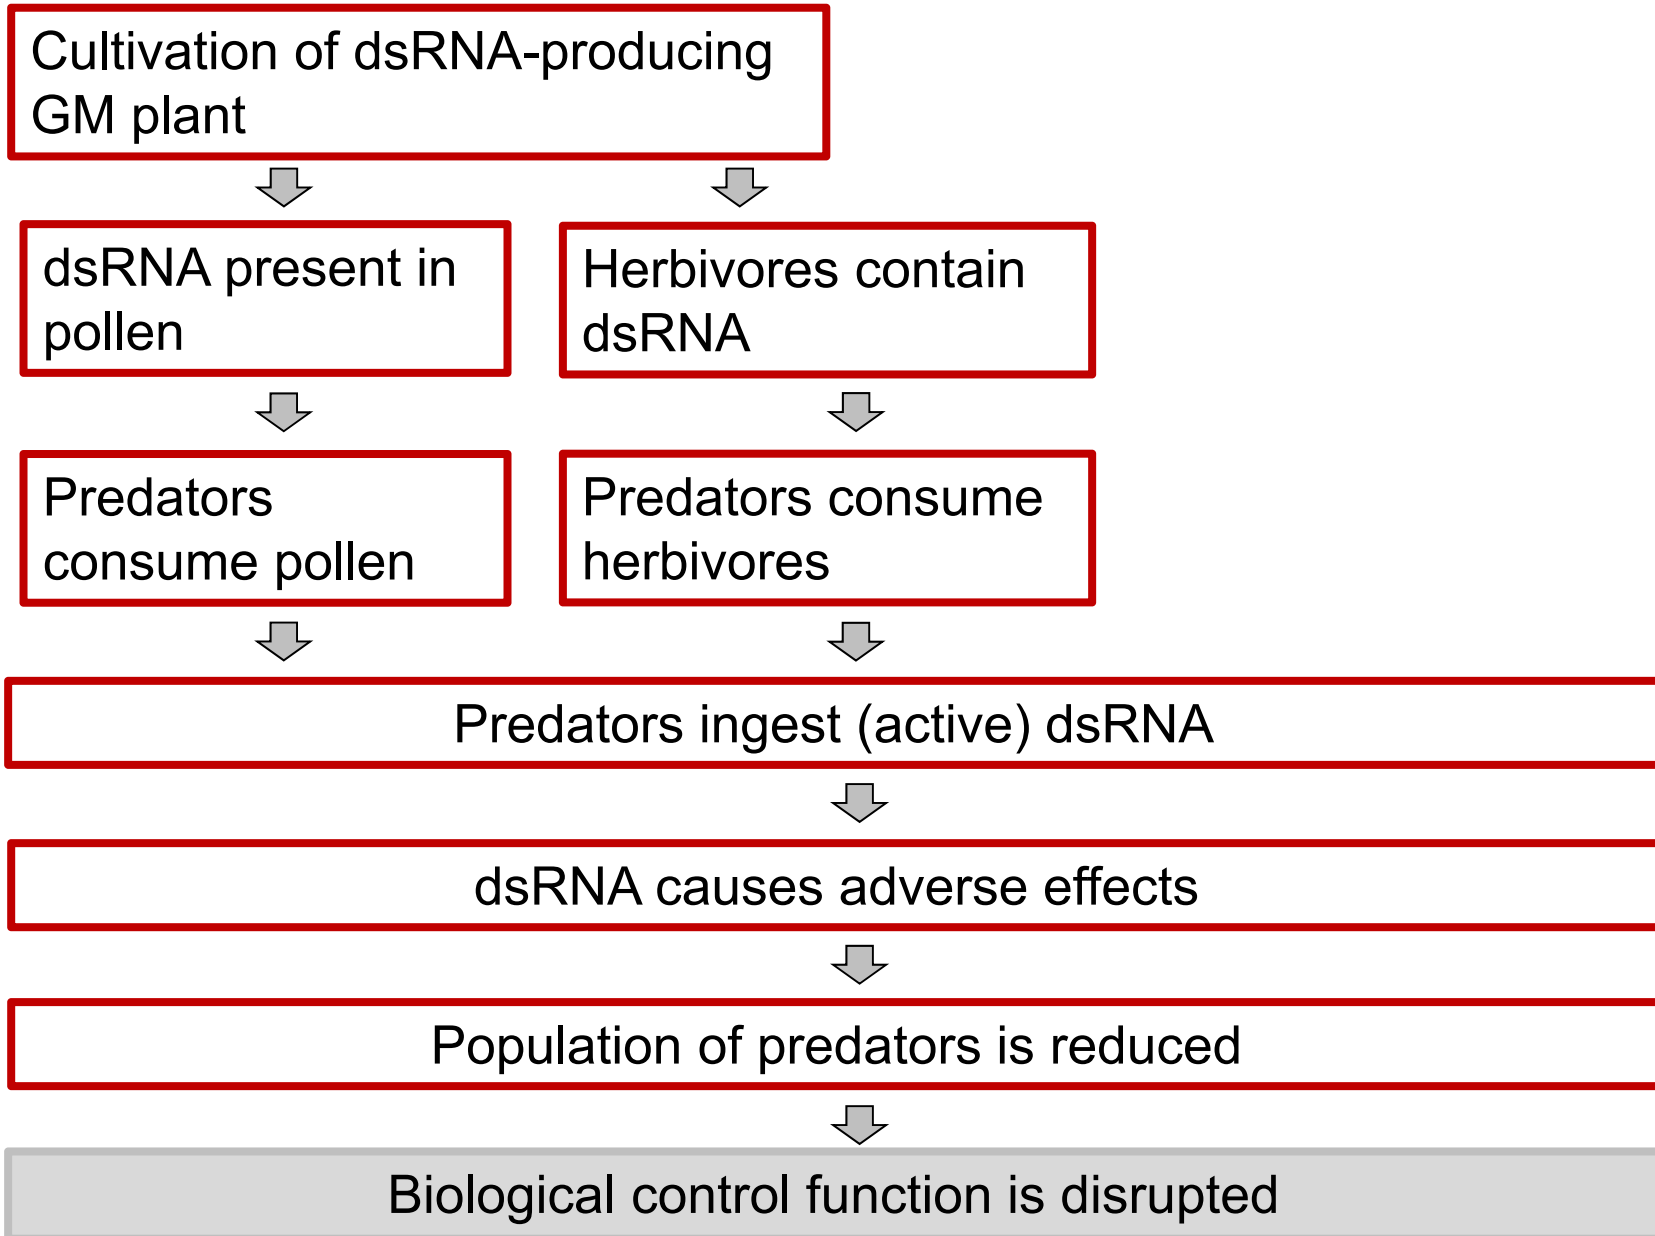 Cultivation of dsRNA-producing
GM plant
dsRNA present in
pollen
Herbivores contain
dsRNA
Predators
consume pollen
Predators consume
herbivores
Predators ingest (active) dsRNA
dsRNA causes adverse effects
Population of predators is reduced
Biological control function is disrupted